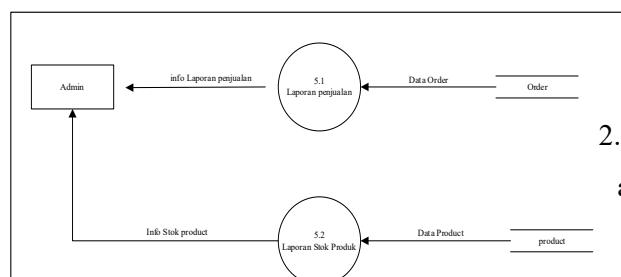 5.1
Laporan penjualan
Admin
info Laporan penjualan
Data Order
Order
2.
a
5.2
Laporan Stok Produk
Info Stok product
Data Product
product